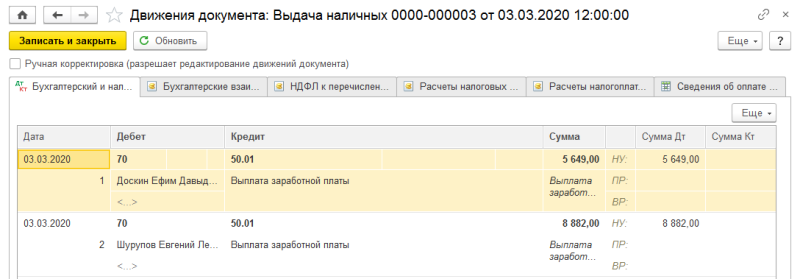 Движения документа: Выдача наличных 0000-000003 от 03.03.2020 12:00:00
Записать и закрыть Обновить Еще ?
Ручная корректировка (разрешает редактирование движений документа)
Дт Кт Бухгалтерский и нал... Бухгалтерские взаи... НДФЛ к перечислен... Расчеты налоговых ... Расчеты налогоплат... Сведения об оплате ...
Еще
Дата Дебет Кредит Сумма Сумма Дт Сумма Кт
03.03.2020 70 50.01 5 649,00 НУ: 5 649,00
1 Доскин Ефим Давыд... Выплата заработной платы Выплата ПР:
заработ...
<...> ВР:
03.03.2020 70 50.01 8 882,00 НУ: 8 882,00
2 Шурупов Евгений Ле... Выплата заработной платы Выплата ПР:
заработ...
<...> ВР: